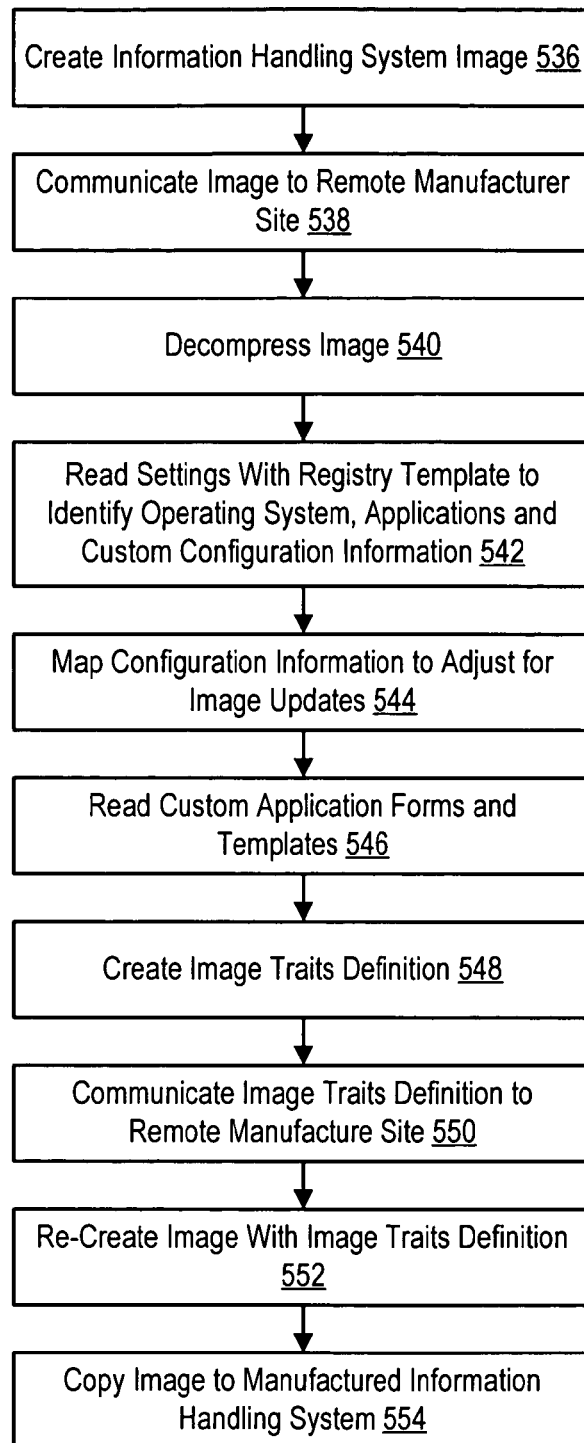 Create Information Handling System Image 536
Communicate Image to Remote Manufacturer
Site 538
Decompress Image 540
Read Settings With Registry Template to
Identify Operating System, Applications and
Custom Configuration Information 542
Map Configuration Information to Adjust for
Image Updates 544
Read Custom Application Forms and
Templates 546
Create Image Traits Definition 548
Communicate Image Traits Definition to
Remote Manufacture Site 550
Re-Create Image With Image Traits Definition
552
Copy Image to Manufactured Information
Handling System 554